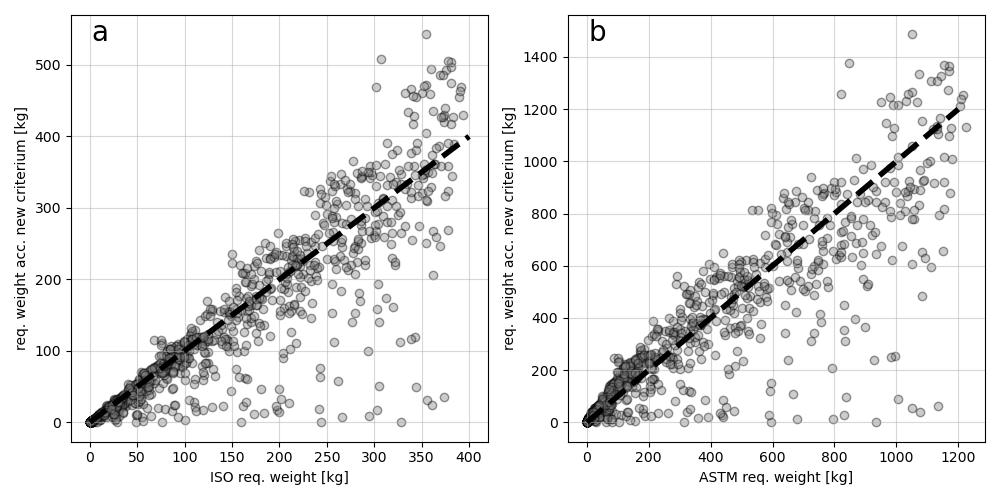 a
500
400
300
200
100
0
req. weight acc. new criterium [kg]
0 50 100 150 200 250 300 350 400
ISO req. weight [kg]
b
1400
1200
1000
800
600
400
200
0
req. weight acc. new criterium [kg]
0 200 400 600 800 1000 1200
ASTM req. weight [kg]